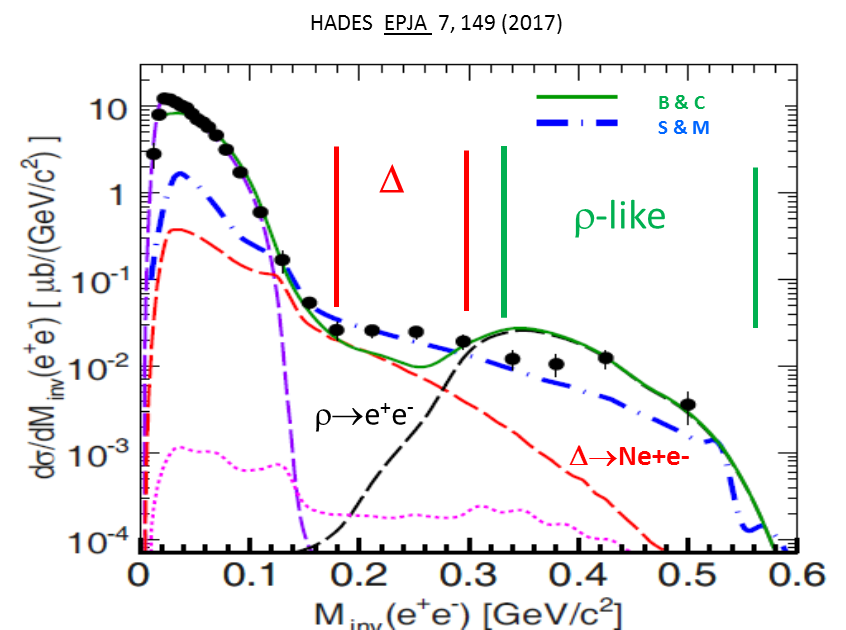 HADES EPJA 7, 149 (2017)
B & C
S & M
Δ
ρ-like
ρ→e⁺e⁻
Δ→Ne+e-
10
1
10⁻¹
10⁻²
10⁻³
10⁻⁴
dσ/dM_inv(e⁺e⁻) [ μb/(GeV/c²) ]
0 0.1 0.2 0.3 0.4 0.5 0.6
M_inv(e⁺e⁻) [GeV/c²]